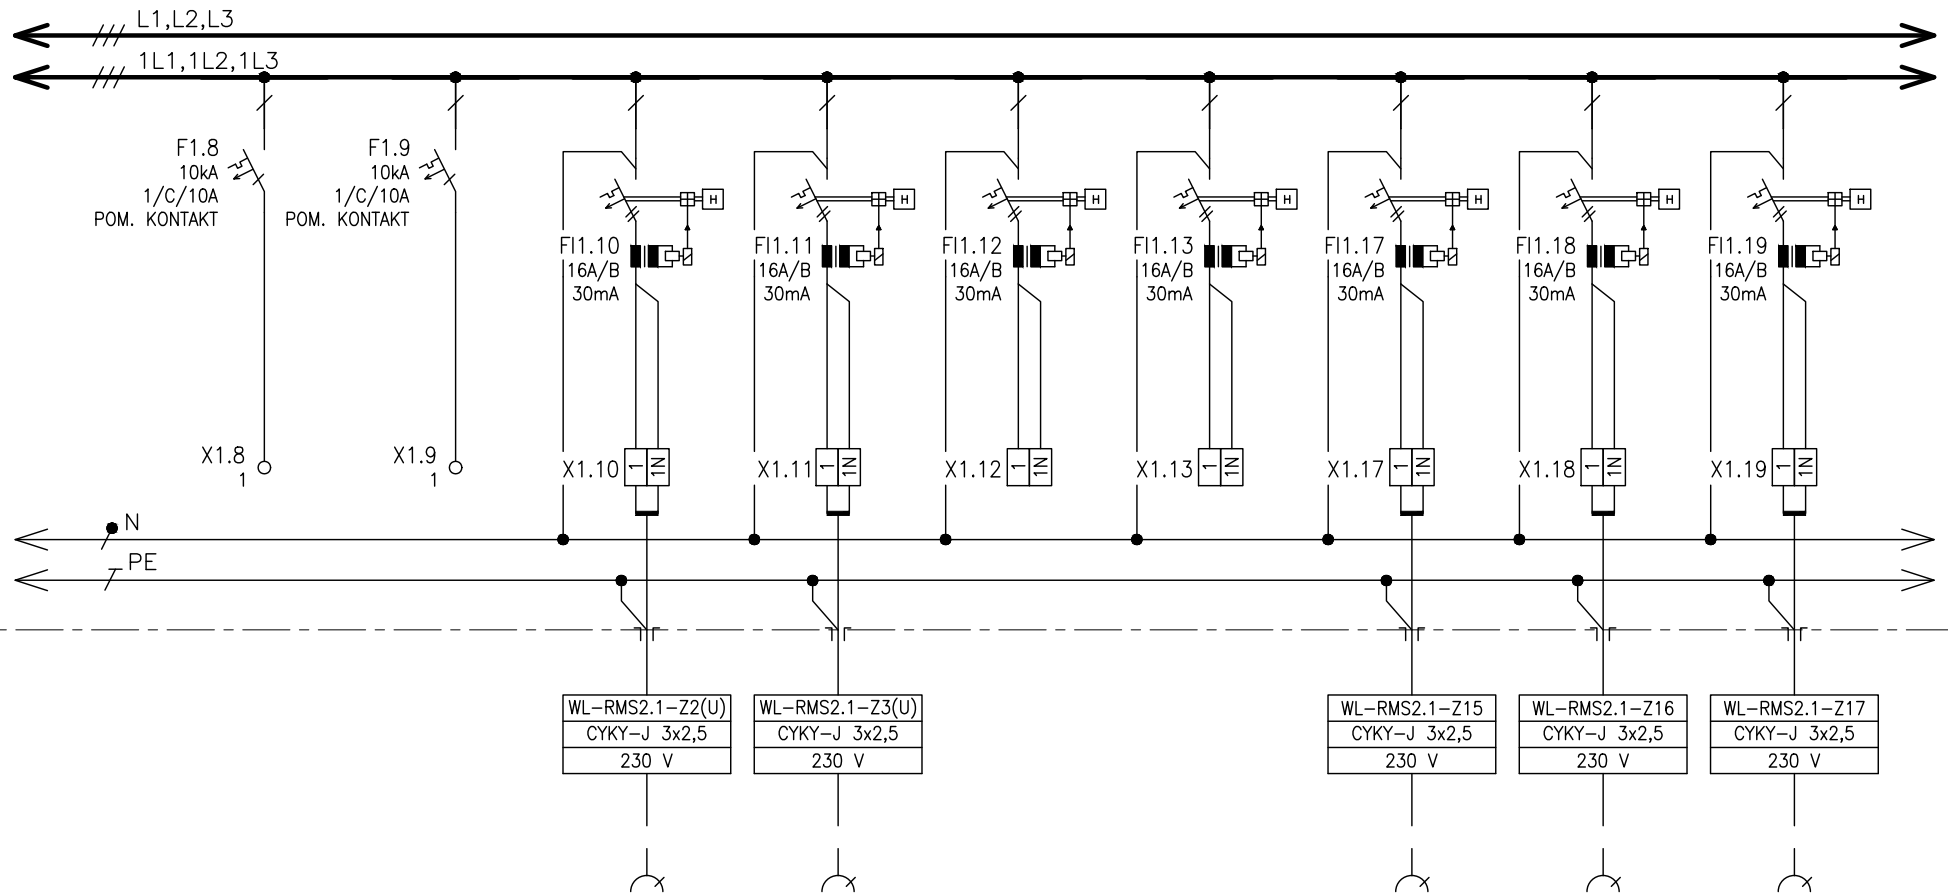 L1,L2,L3
1L1,1L2,1L3
F1.8
10kA
1/C/10A
POM. KONTAKT
F1.9
10kA
1/C/10A
POM. KONTAKT
H
H
H
H
H
H
H
FI1.10
16A/B
30mA
FI1.11
16A/B
30mA
FI1.12
16A/B
30mA
FI1.13
16A/B
30mA
FI1.17
16A/B
30mA
FI1.18
16A/B
30mA
FI1.19
16A/B
30mA
X1.8
1
X1.9
1
X1.10 1 1N
X1.11 1 1N
X1.12 1 1N
X1.13 1 1N
X1.17 1 1N
X1.18 1 1N
X1.19 1 1N
N
PE
WL-RMS2.1-Z2(U)
CYKY-J 3x2,5
230 V
WL-RMS2.1-Z3(U)
CYKY-J 3x2,5
230 V
WL-RMS2.1-Z15
CYKY-J 3x2,5
230 V
WL-RMS2.1-Z16
CYKY-J 3x2,5
230 V
WL-RMS2.1-Z17
CYKY-J 3x2,5
230 V